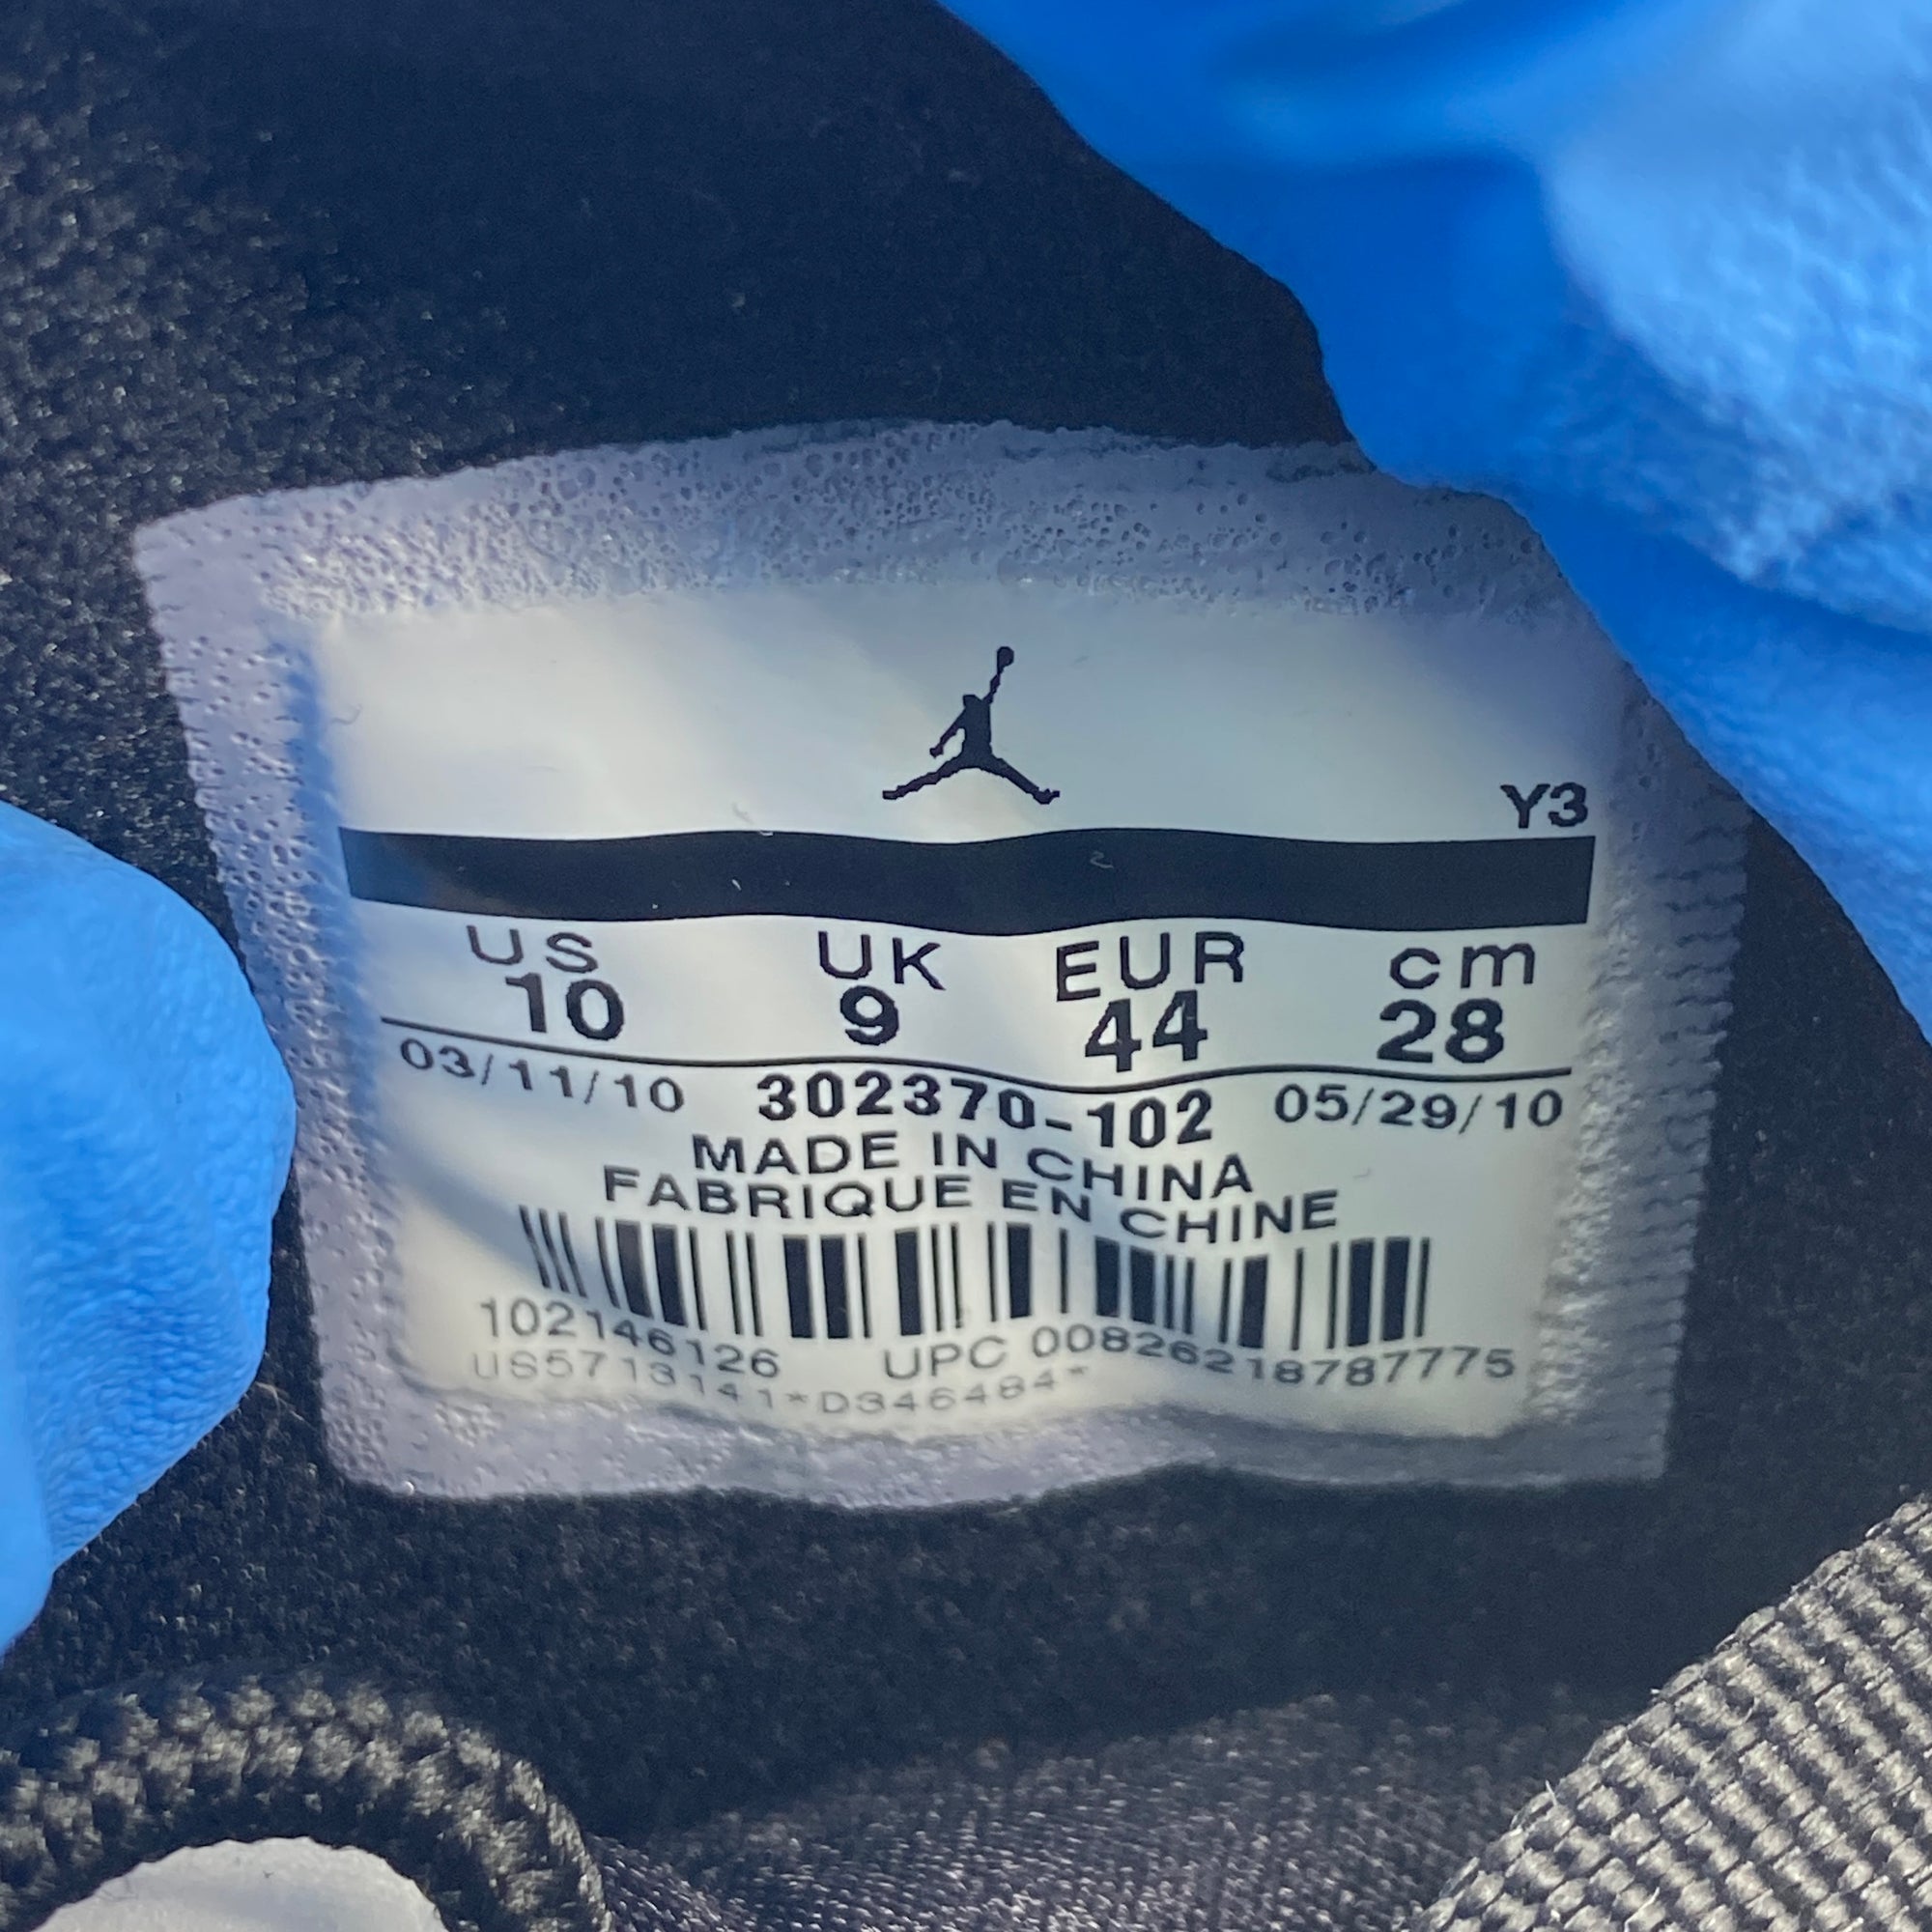 Y3
US UK EUR cm
10 9 44 28
03/11/10 302370-102 05/29/10
MADE IN CHINA
FABRIQUE EN CHINE
102146126 UPC 00826218787775
US5713141*D346484*